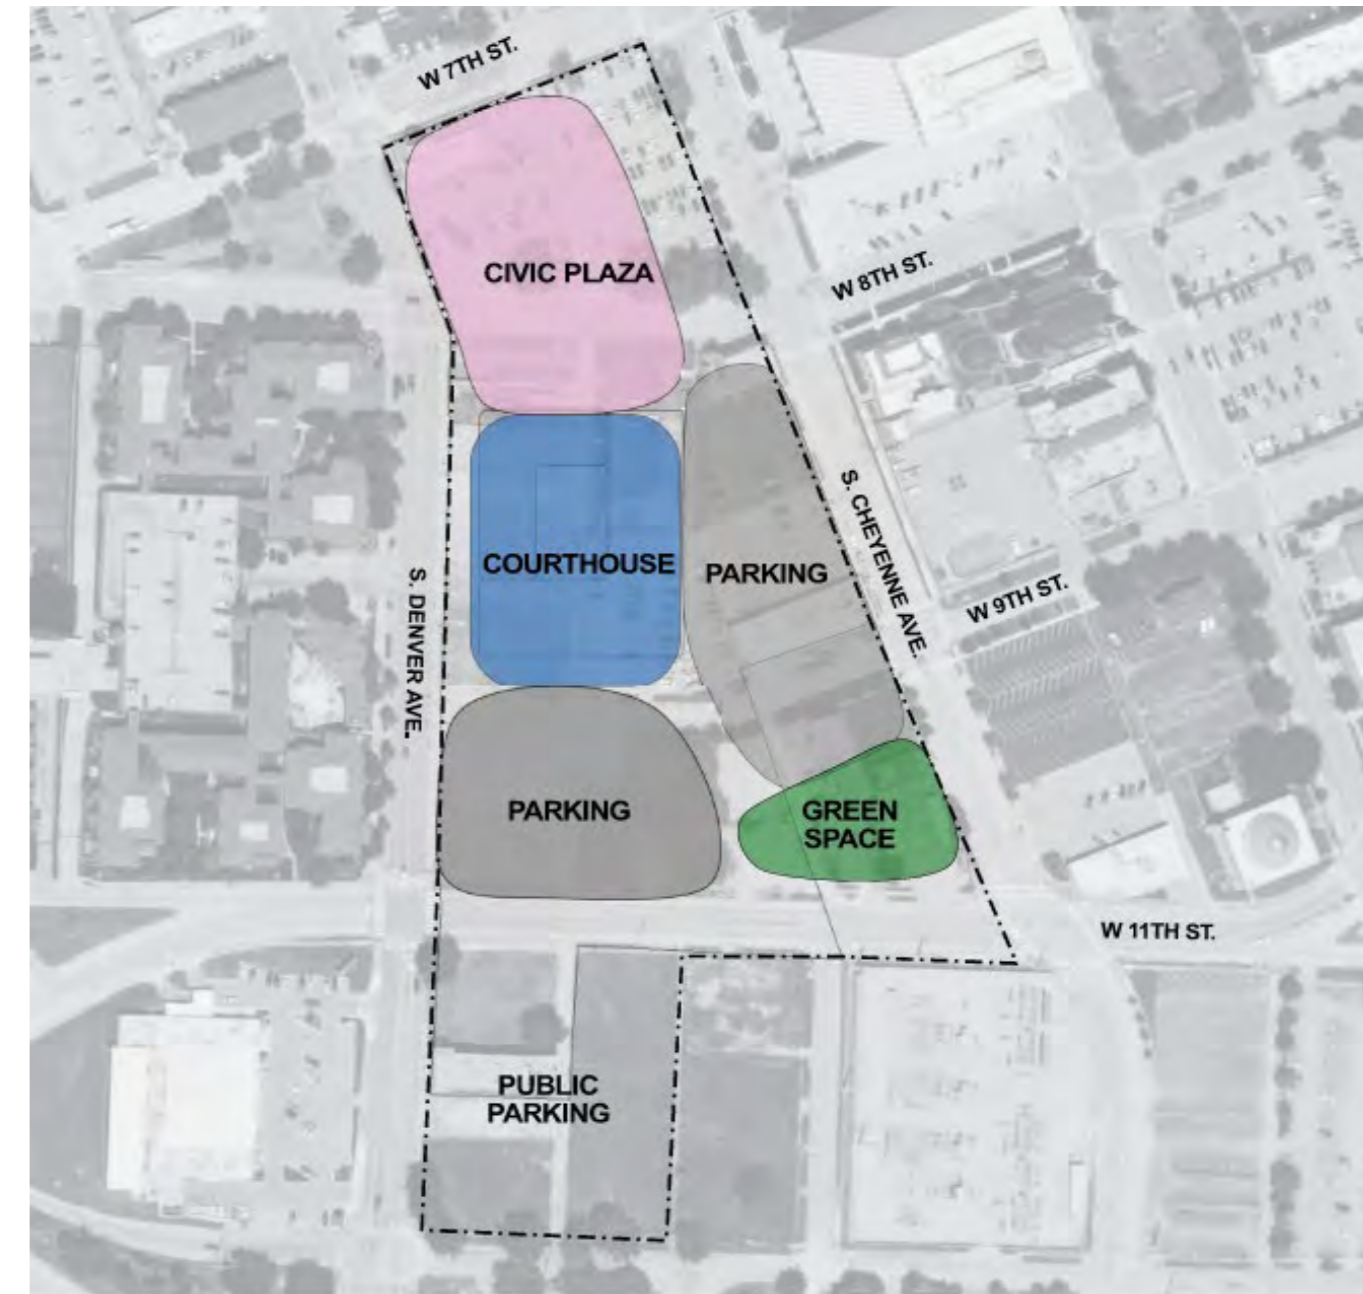 W 7TH ST.
CIVIC PLAZA
W 8TH ST.
S. CHEYENNE AVE.
COURTHOUSE
PARKING
W 9TH ST.
S. DENVER AVE.
PARKING
GREEN
SPACE
W 11TH ST.
PUBLIC
PARKING